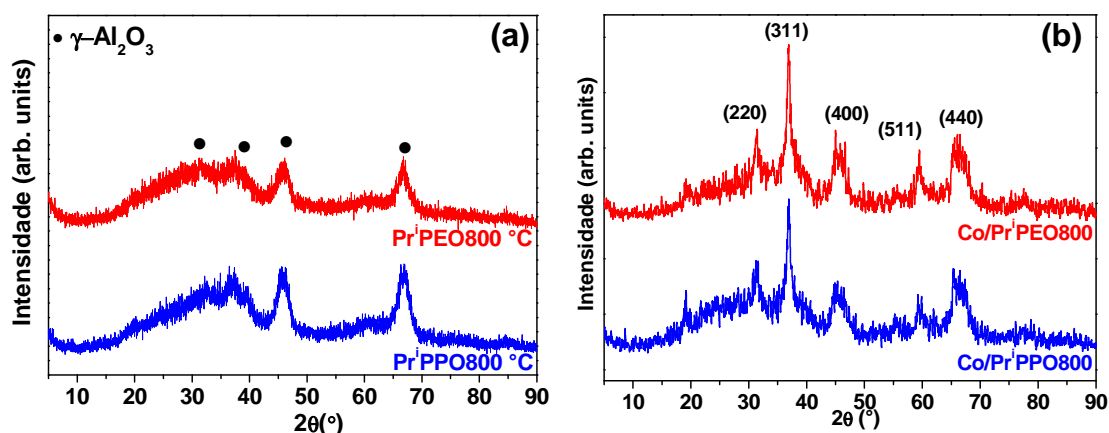 (a)
● γ–Al₂O₃
Intensidade (arb. units)
PrⁱPEO800 °C
PrⁱPPO800 °C
10 20 30 40 50 60 70 80 90
2θ(°)
(b)
(311)
(220)
(400)
(511)
(440)
Intensidade (arb. units)
Co/PrⁱPEO800
Co/PrⁱPPO800
10 20 30 40 50 60 70 80 90
2θ (°)